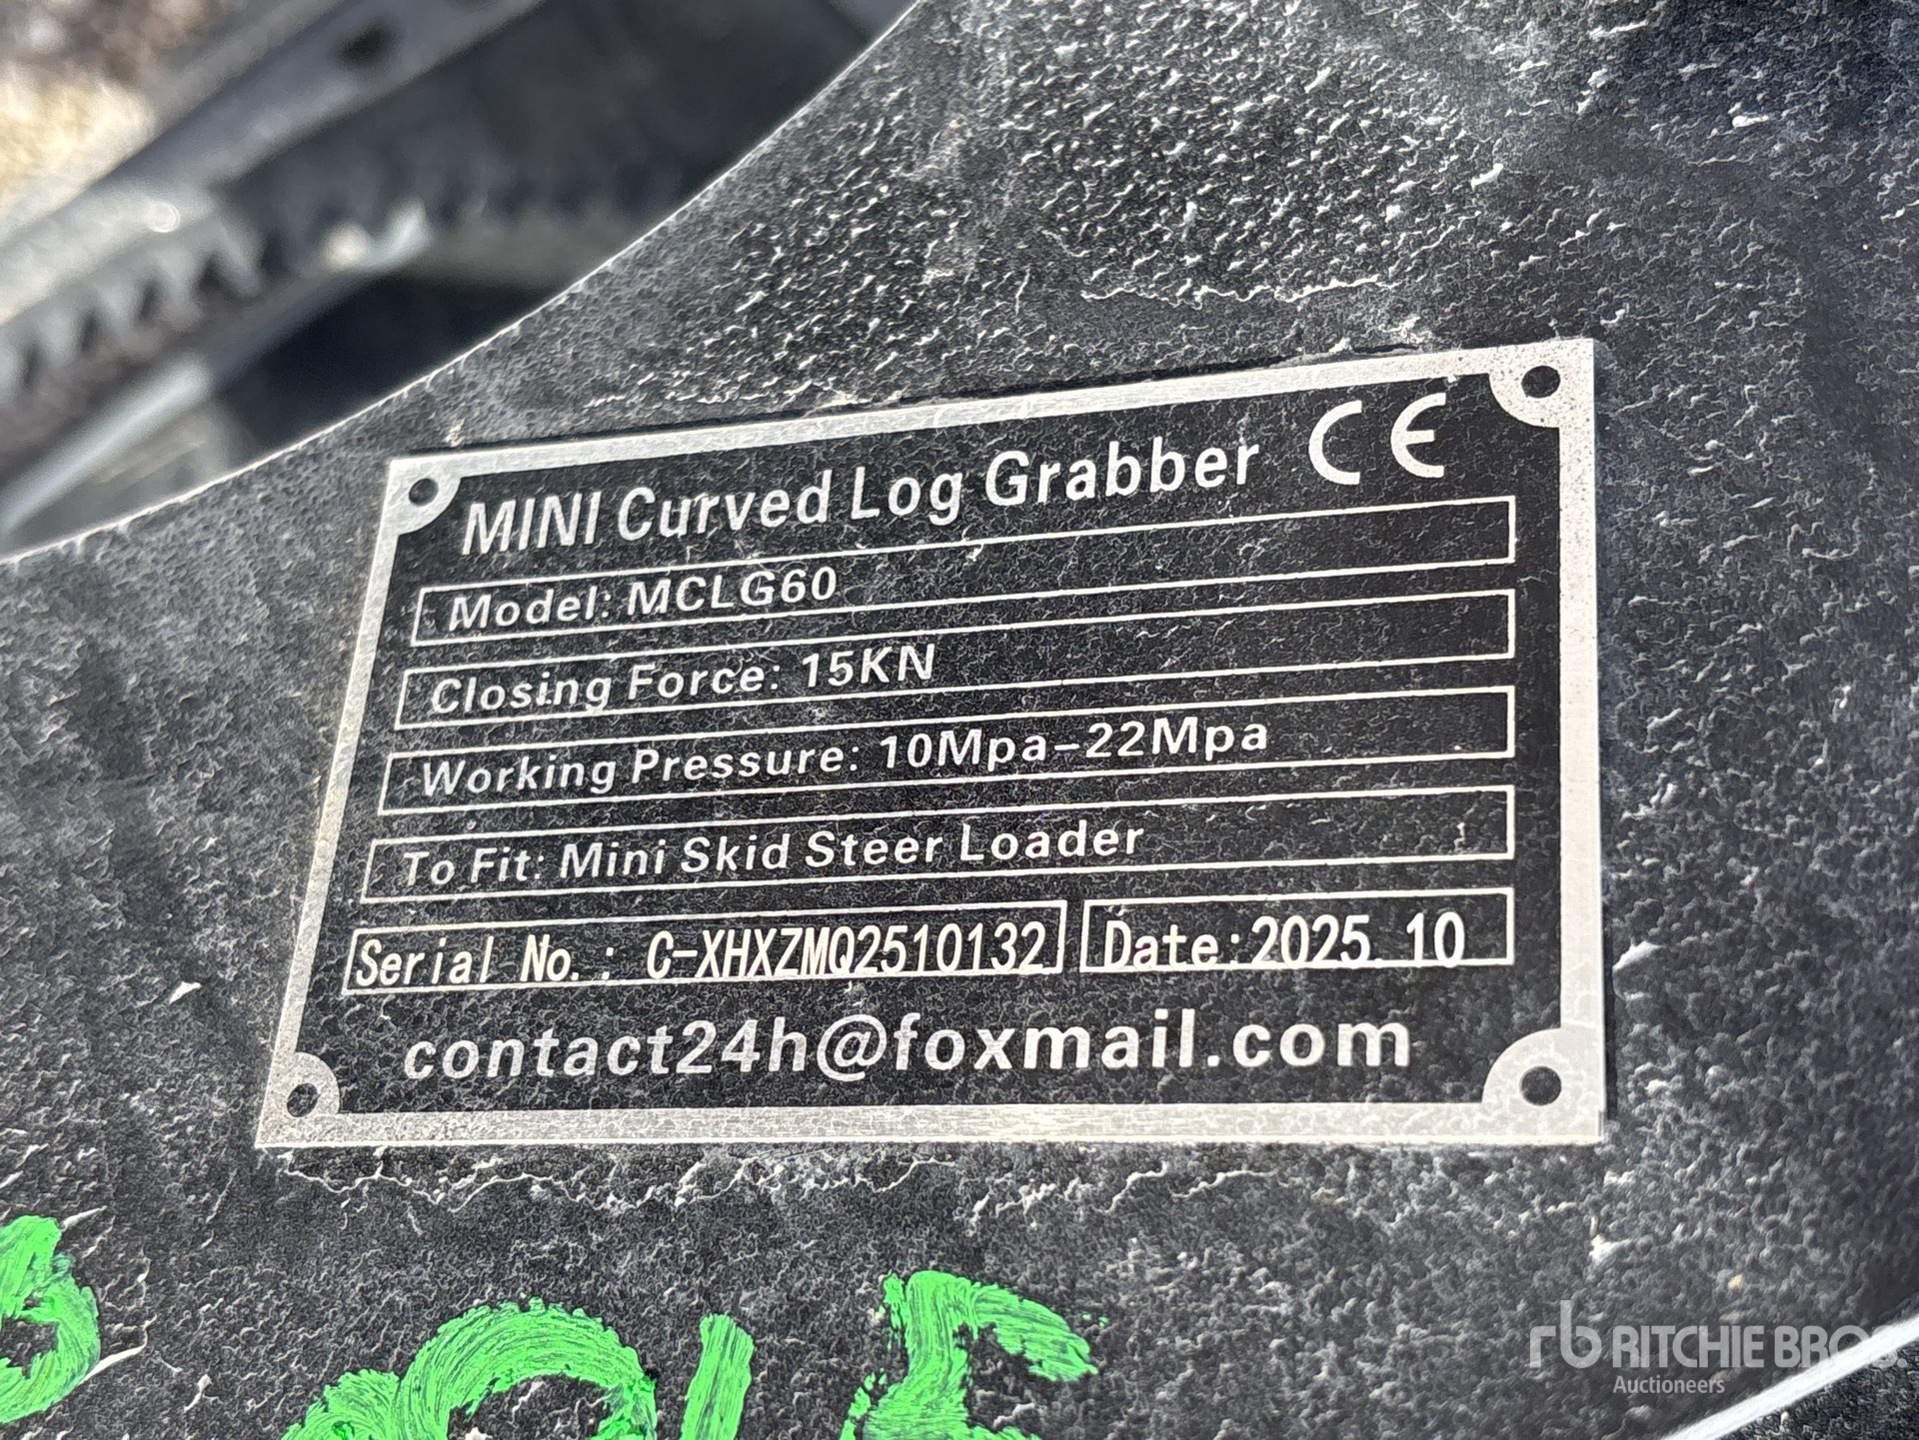 MINI Curved Log Grabber CE
Model: MCLG60
Closing Force: 15KN
Working Pressure: 10Mpa-22Mpa
To Fit: Mini Skid Steer Loader
Serial No.: C-XHXZMQ2510132 Date:2025.10
contact24h@foxmail.com
rb RITCHIE BROS.
Auctioneers